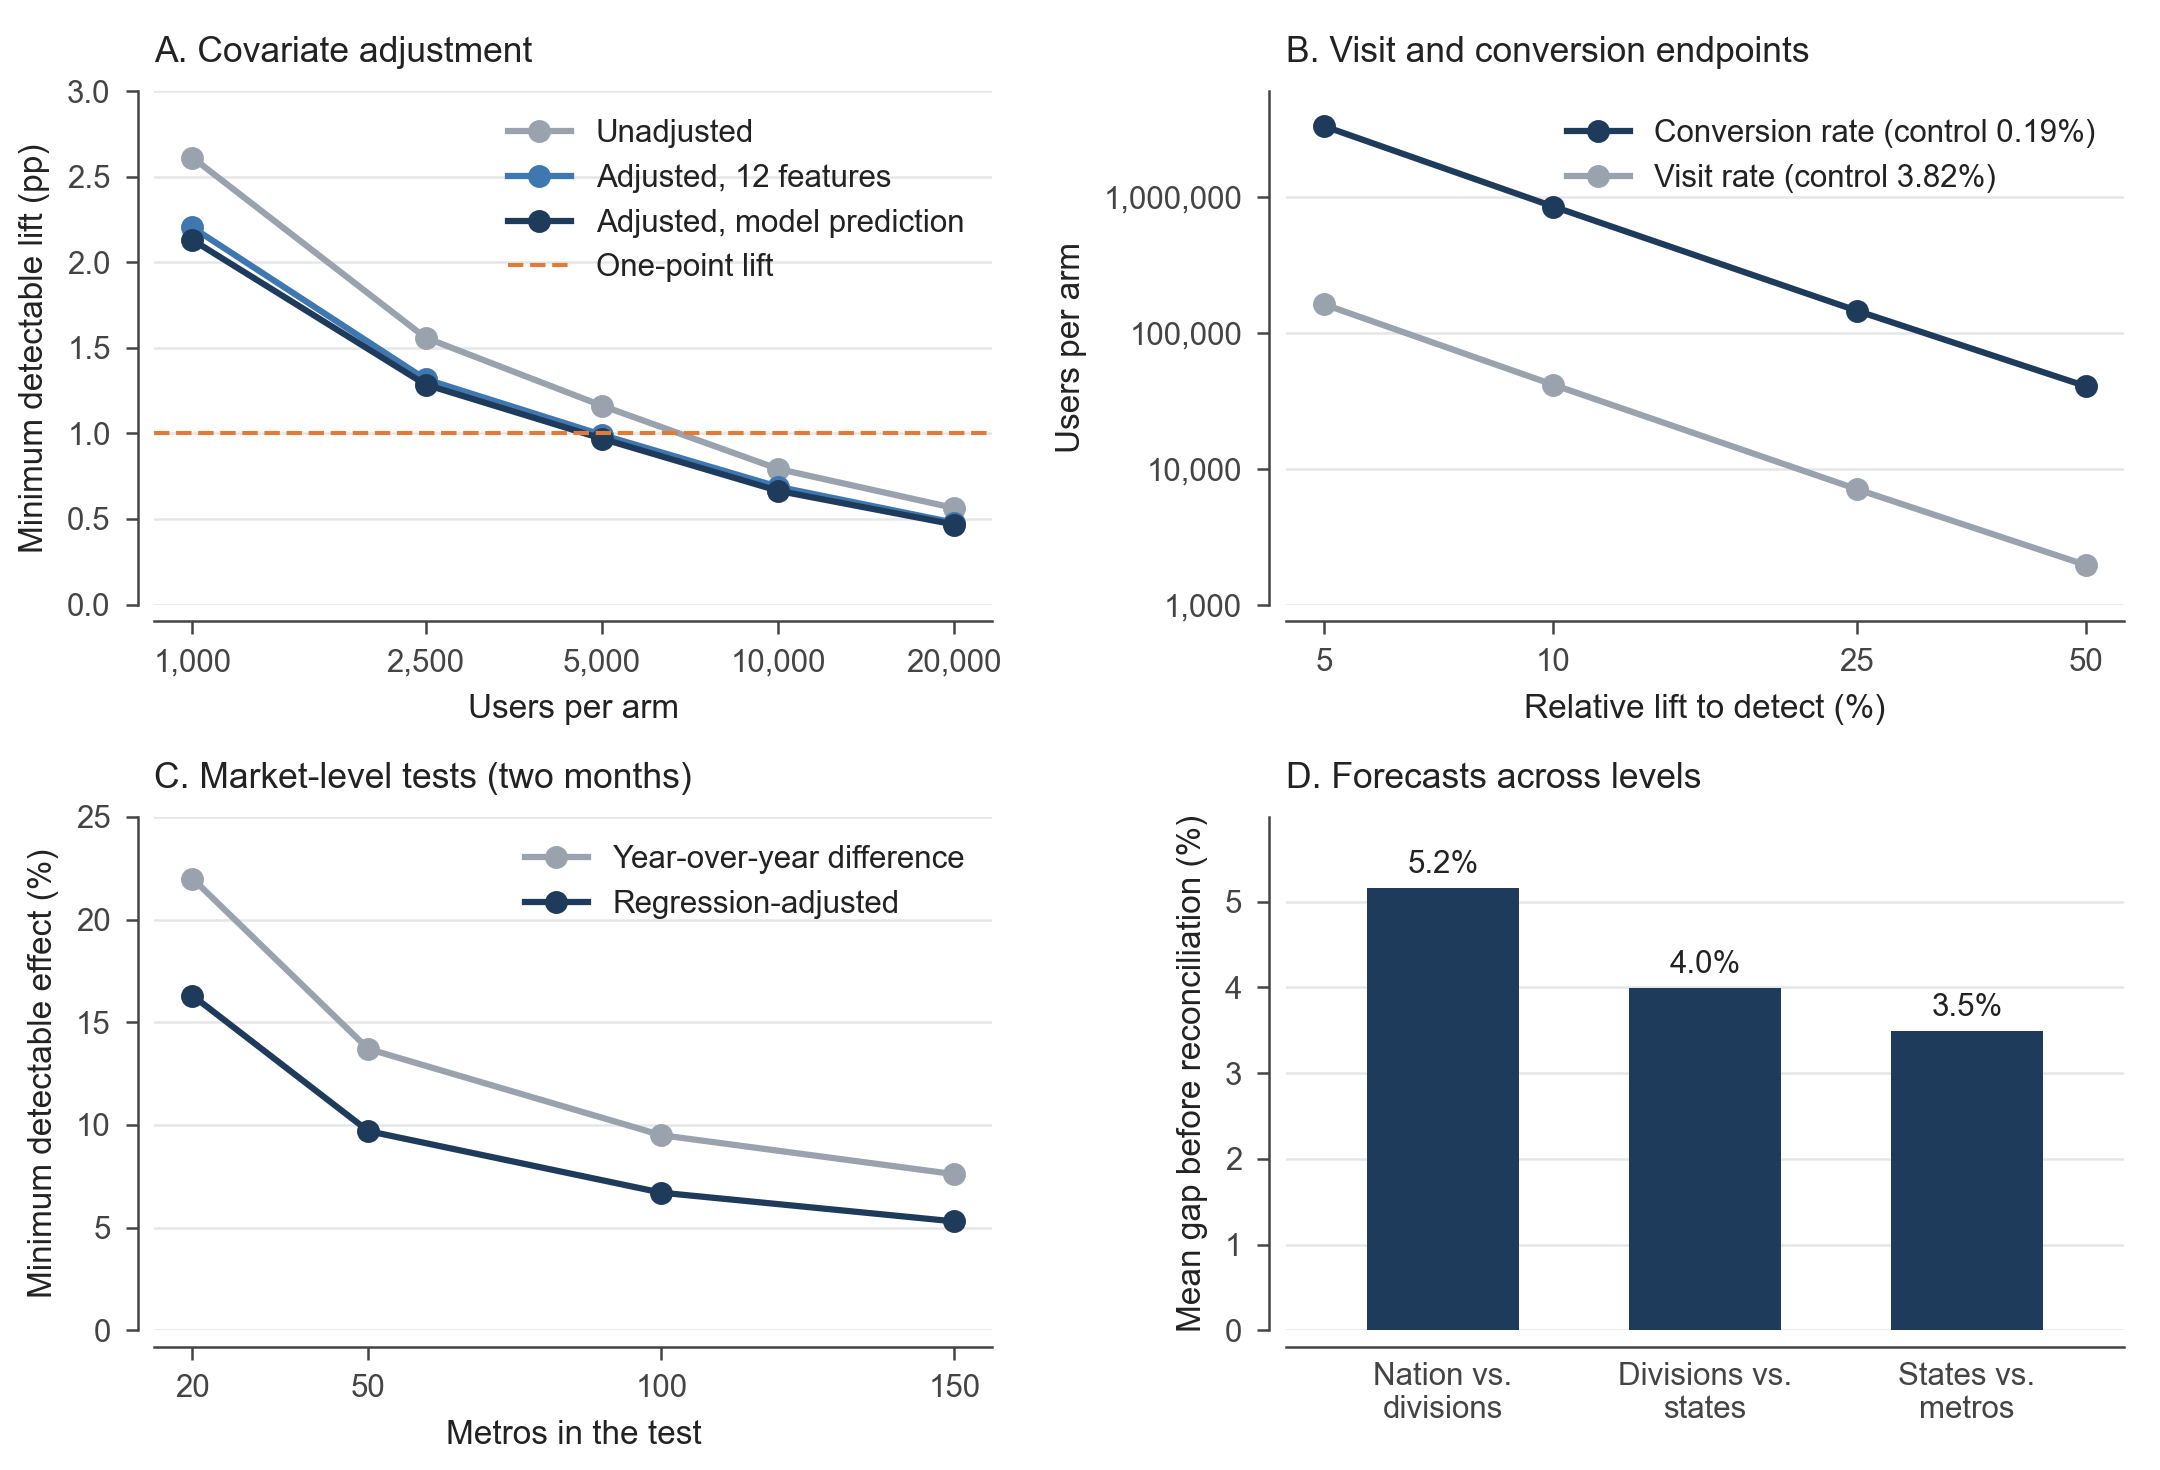 A. Covariate adjustment
Minimum detectable lift (pp)
3.0
2.5
2.0
1.5
1.0
0.5
0.0
Unadjusted
Adjusted, 12 features
Adjusted, model prediction
One-point lift
1,000
2,500
5,000
10,000
20,000
Users per arm
B. Visit and conversion endpoints
Users per arm
1,000,000
100,000
10,000
1,000
Conversion rate (control 0.19%)
Visit rate (control 3.82%)
5
10
25
50
Relative lift to detect (%)
C. Market-level tests (two months)
Minimum detectable effect (%)
25
20
15
10
5
0
Year-over-year difference
Regression-adjusted
20
50
100
150
Metros in the test
D. Forecasts across levels
Mean gap before reconciliation (%)
5
4
3
2
1
0
5.2%
4.0%
3.5%
Nation vs.
divisions
Divisions vs.
states
States vs.
metros